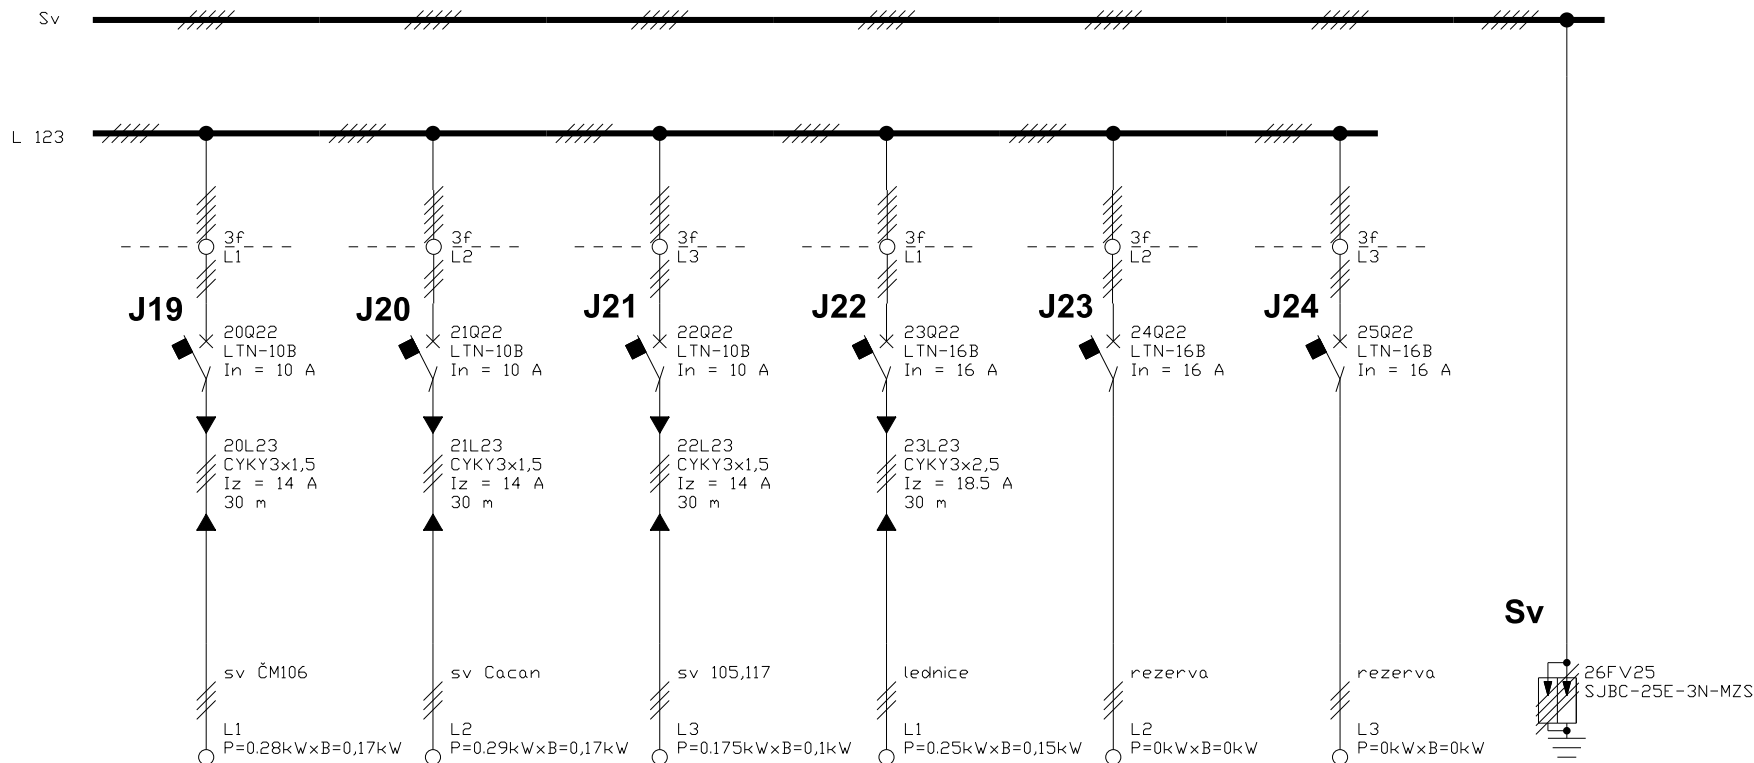 Sv
L 123
3f
L1
J19
20Q22
LTN-10B
In = 10 A
20L23
CYKY3x1,5
Iz = 14 A
30 m
sv ČM106
L1
P=0.28kWxB=0,17kW
3f
L2
J20
21Q22
LTN-10B
In = 10 A
21L23
CYKY3x1,5
Iz = 14 A
30 m
sv Cacan
L2
P=0.29kWxB=0,17kW
3f
L3
J21
22Q22
LTN-10B
In = 10 A
22L23
CYKY3x1,5
Iz = 14 A
30 m
sv 105,117
L3
P=0.175kWxB=0,1kW
3f
L1
J22
23Q22
LTN-16B
In = 16 A
23L23
CYKY3x2,5
Iz = 18.5 A
30 m
lednice
L1
P=0.25kWxB=0,15kW
3f
L2
J23
24Q22
LTN-16B
In = 16 A
rezerva
L2
P=0kWxB=0kW
3f
L3
J24
25Q22
LTN-16B
In = 16 A
rezerva
L3
P=0kWxB=0kW
Sv
26FV25
SJBC-25E-3N-MZS